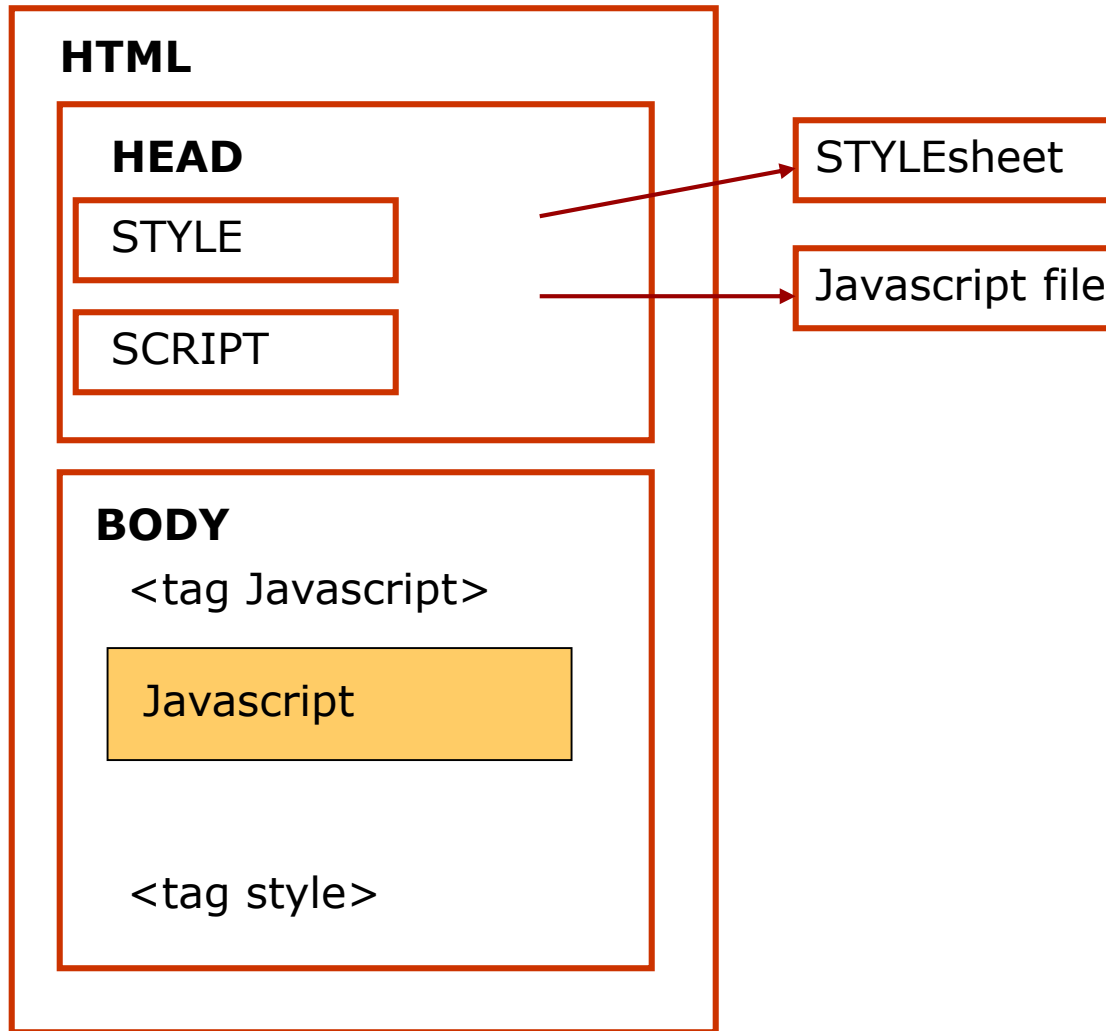 HTML
HEAD
STYLE
SCRIPT
STYLEsheet
Javascript file
BODY
<tag Javascript>
Javascript
<tag style>